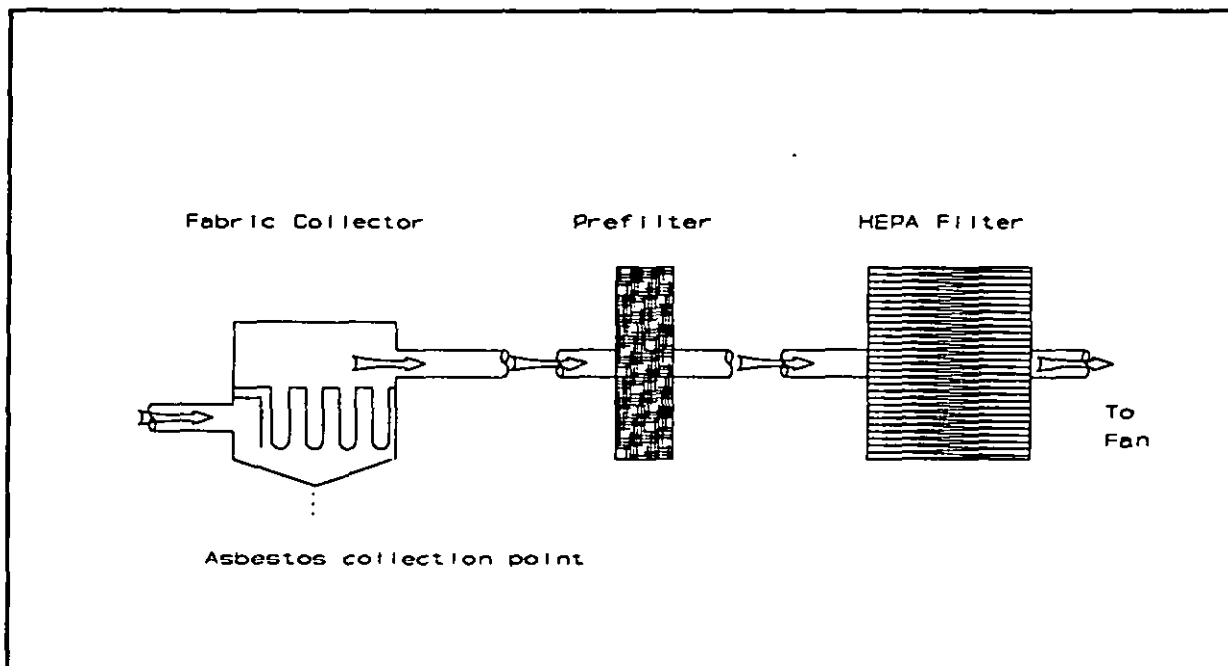 Fabric Collector
Prefilter
HEPA Filter
To
Fan
Asbestos collection point